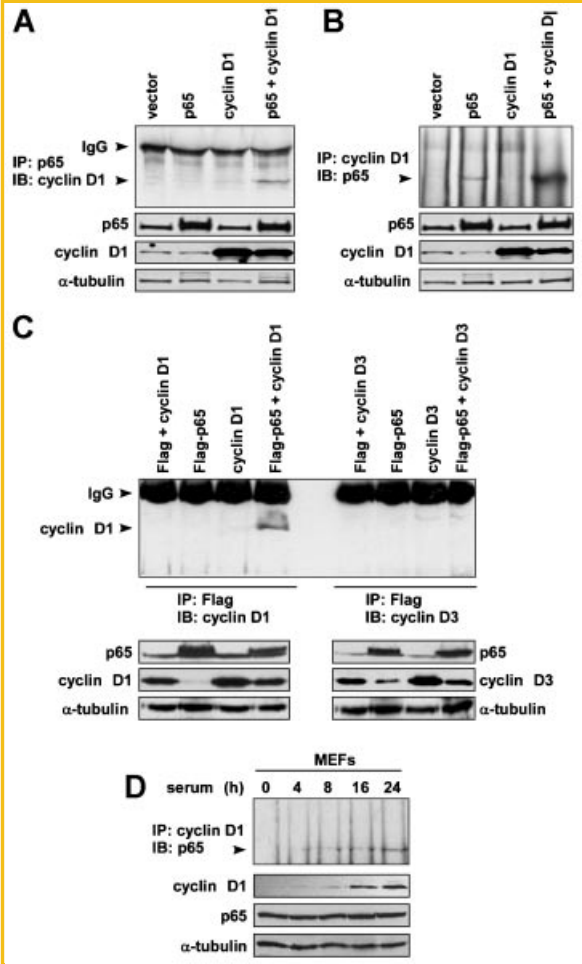 A
vector
p65
cyclin D1
p65 + cyclin D1
IgG
IP: p65
IB: cyclin D1
p65
cyclin D1
α-tubulin
B
vector
p65
cyclin D1
p65 + cyclin D|
IP: cyclin D1
IB: p65
p65
cyclin D1
α-tubulin
C
Flag + cyclin D1
Flag-p65
cyclin D1
Flag-p65 + cyclin D1
Flag + cyclin D3
Flag-p65
cyclin D3
Flag-p65 + cyclin D3
IgG
cyclin D1
IP: Flag
IB: cyclin D1
IP: Flag
IB: cyclin D3
p65
cyclin D1
α-tubulin
p65
cyclin D3
α-tubulin
D
MEFs
serum (h) 0 4 8 16 24
IP: cyclin D1
IB: p65
cyclin D1
p65
α-tubulin